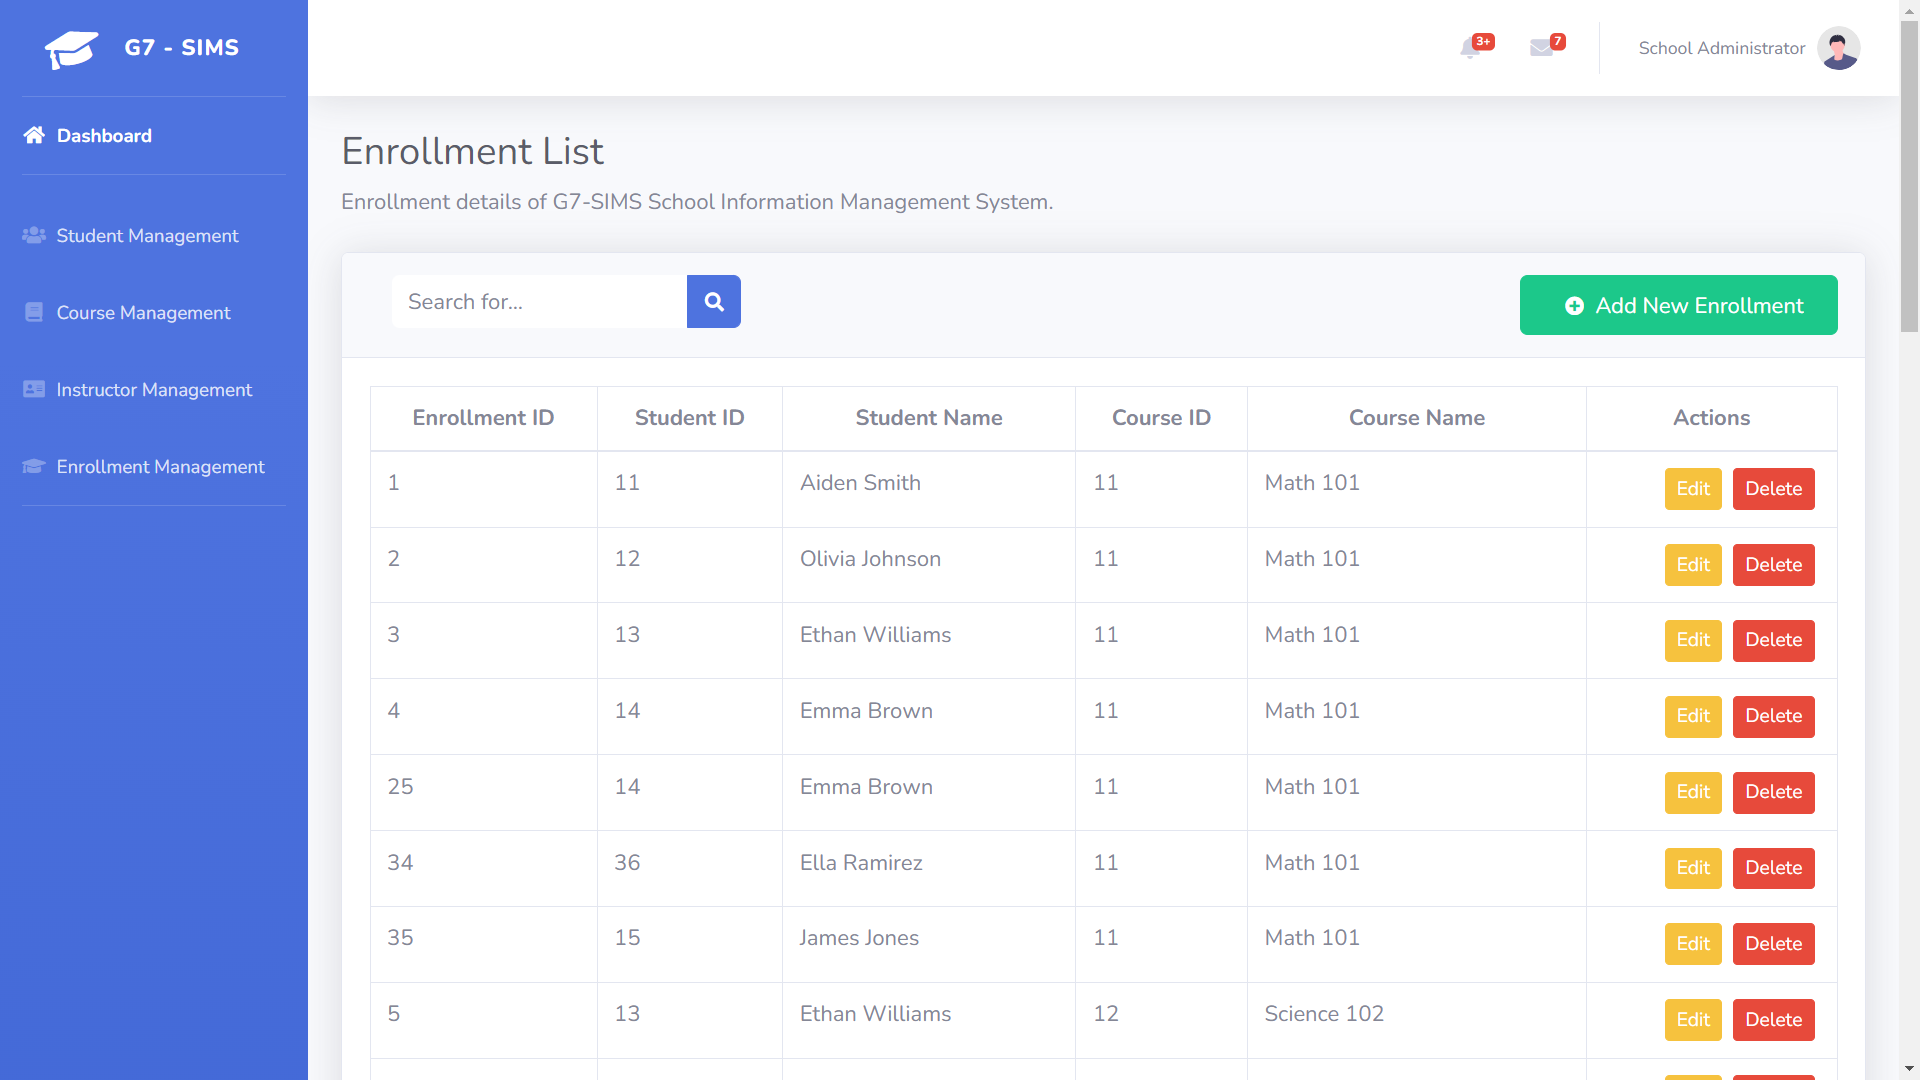 G7 - SIMS
3+
7
School Administrator
Dashboard
Student Management
Course Management
Instructor Management
Enrollment Management
Enrollment List
Enrollment details of G7-SIMS School Information Management System.
Search for...
Add New Enrollment
Enrollment ID Student ID Student Name Course ID Course Name Actions
1 11 Aiden Smith 11 Math 101 Edit Delete
2 12 Olivia Johnson 11 Math 101 Edit Delete
3 13 Ethan Williams 11 Math 101 Edit Delete
4 14 Emma Brown 11 Math 101 Edit Delete
25 14 Emma Brown 11 Math 101 Edit Delete
34 36 Ella Ramirez 11 Math 101 Edit Delete
35 15 James Jones 11 Math 101 Edit Delete
5 13 Ethan Williams 12 Science 102 Edit Delete